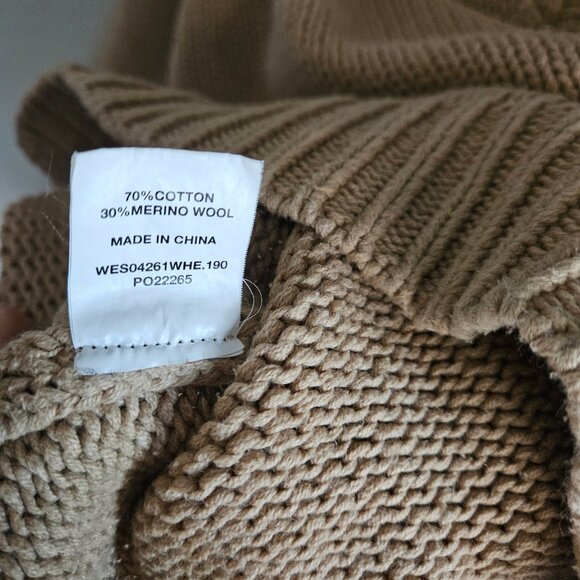 70%COTTON
30%MERINO WOOL
MADE IN CHINA
WES04261WHE.190
PO22265